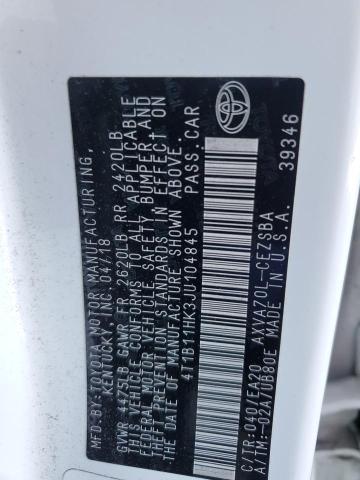 MFD.BY:TOYOTA MOTOR MANUFACTURING,
KENTUCKY, INC. 04/18
GVWR 4425LB GAWR FR 2620LB RR 2420LB
THIS VEHICLE CONFORMS TO ALL APPLICABLE
FEDERAL MOTOR VEHICLE SAFETY BUMPER,AND
THEFT PREVENTION STANDARDS IN EFFECT ON
THE DATE OF MANUFACTURE SHOWN ABOVE.
4T1B11HK3JU104845 PASS.CAR
39346
C/TR:040/FA20 AXVA70L-CEZSBA
A/TM:-02A/UB80E MADE IN U.S.A.